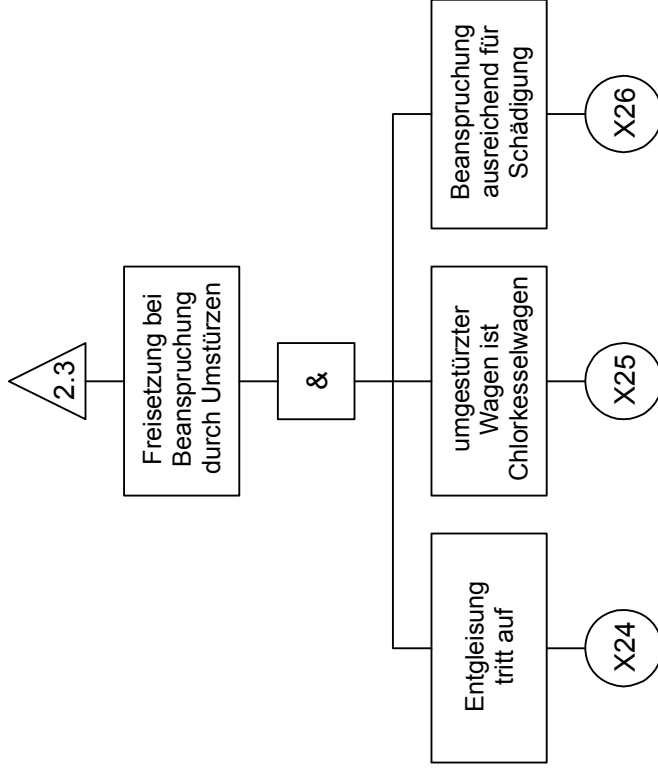 2.3
Freisetzung bei
Beanspruchung
durch Umstürzen
&
Entgleisung
tritt auf
umgestürzter
Wagen ist
Chlorkesselwagen
Beanspruchung
ausreichend für
Schädigung
X24
X25
X26